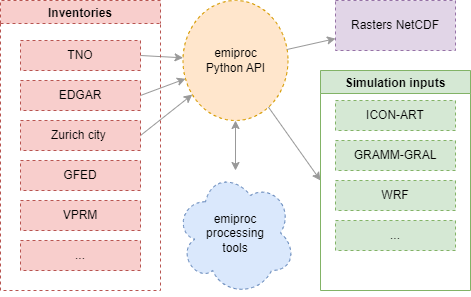 Inventories
TNO
EDGAR
Zurich city
GFED
VPRM
...
emiproc
Python API
emiproc
processing
tools
Rasters NetCDF
Simulation inputs
ICON-ART
GRAMM-GRAL
WRF
...